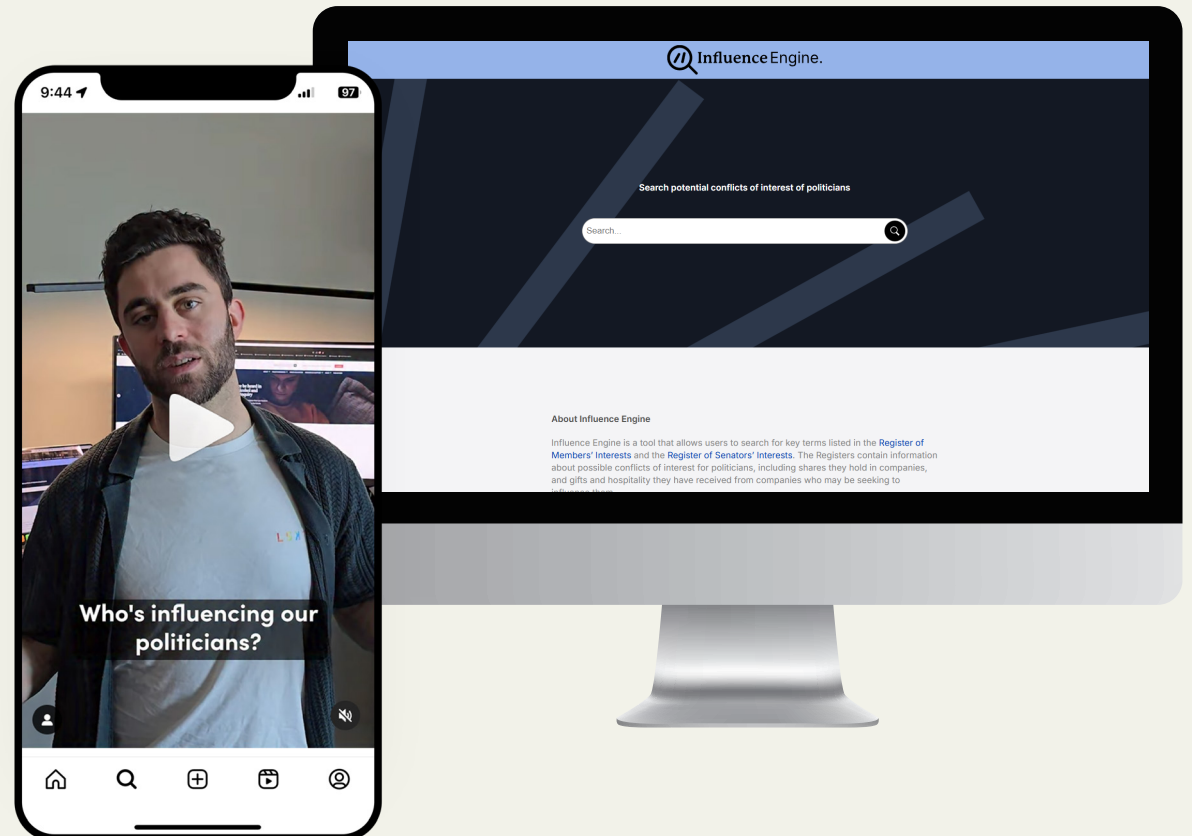 9:44
97
Who's influencing our
politicians?
Influence Engine.
Search potential conflicts of interest of politicians
Search...
About Influence Engine
Influence Engine is a tool that allows users to search for key terms listed in the Register of
Members' Interests and the Register of Senators' Interests. The Registers contain information
about possible conflicts of interest for politicians, including shares they hold in companies,
and gifts and hospitality they have received from companies who may be seeking to
influence them